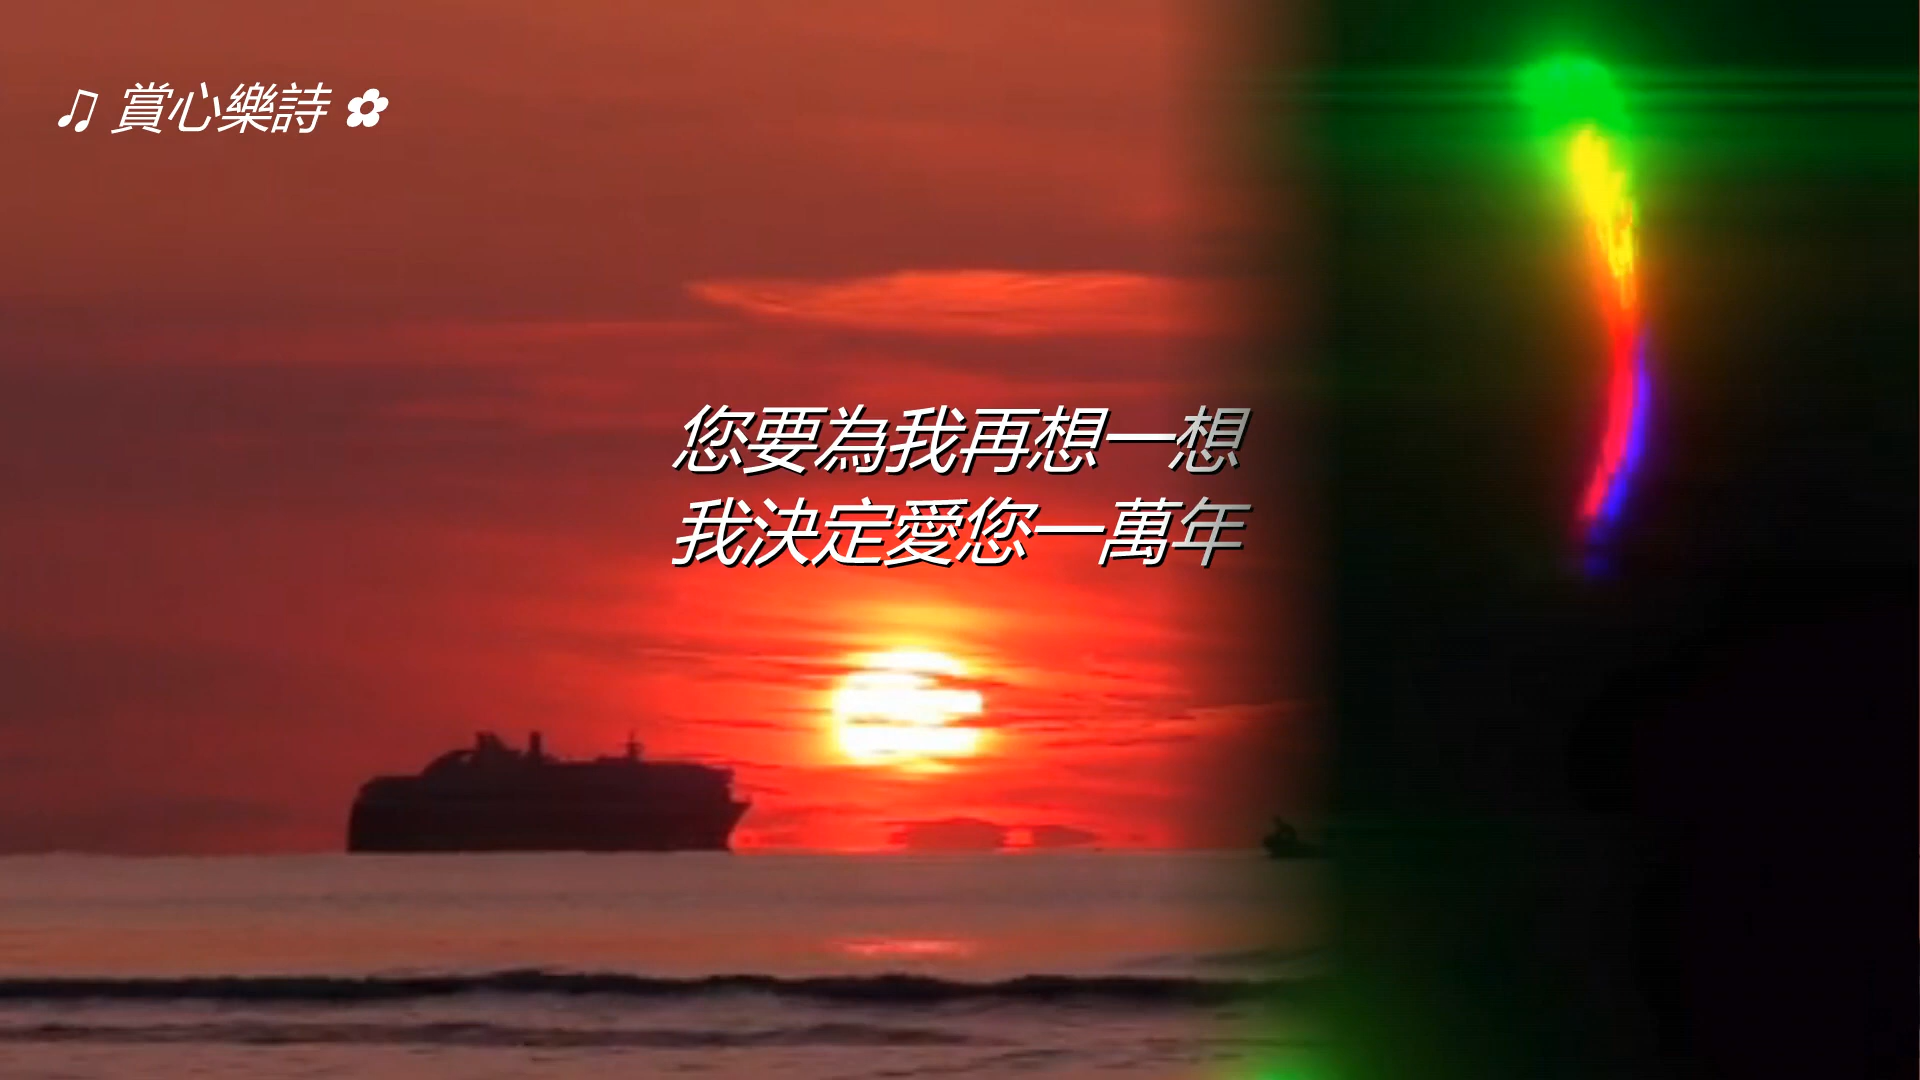 ♫ 賞心樂詩 ✿
您要為我再想一想
我決定愛您一萬年